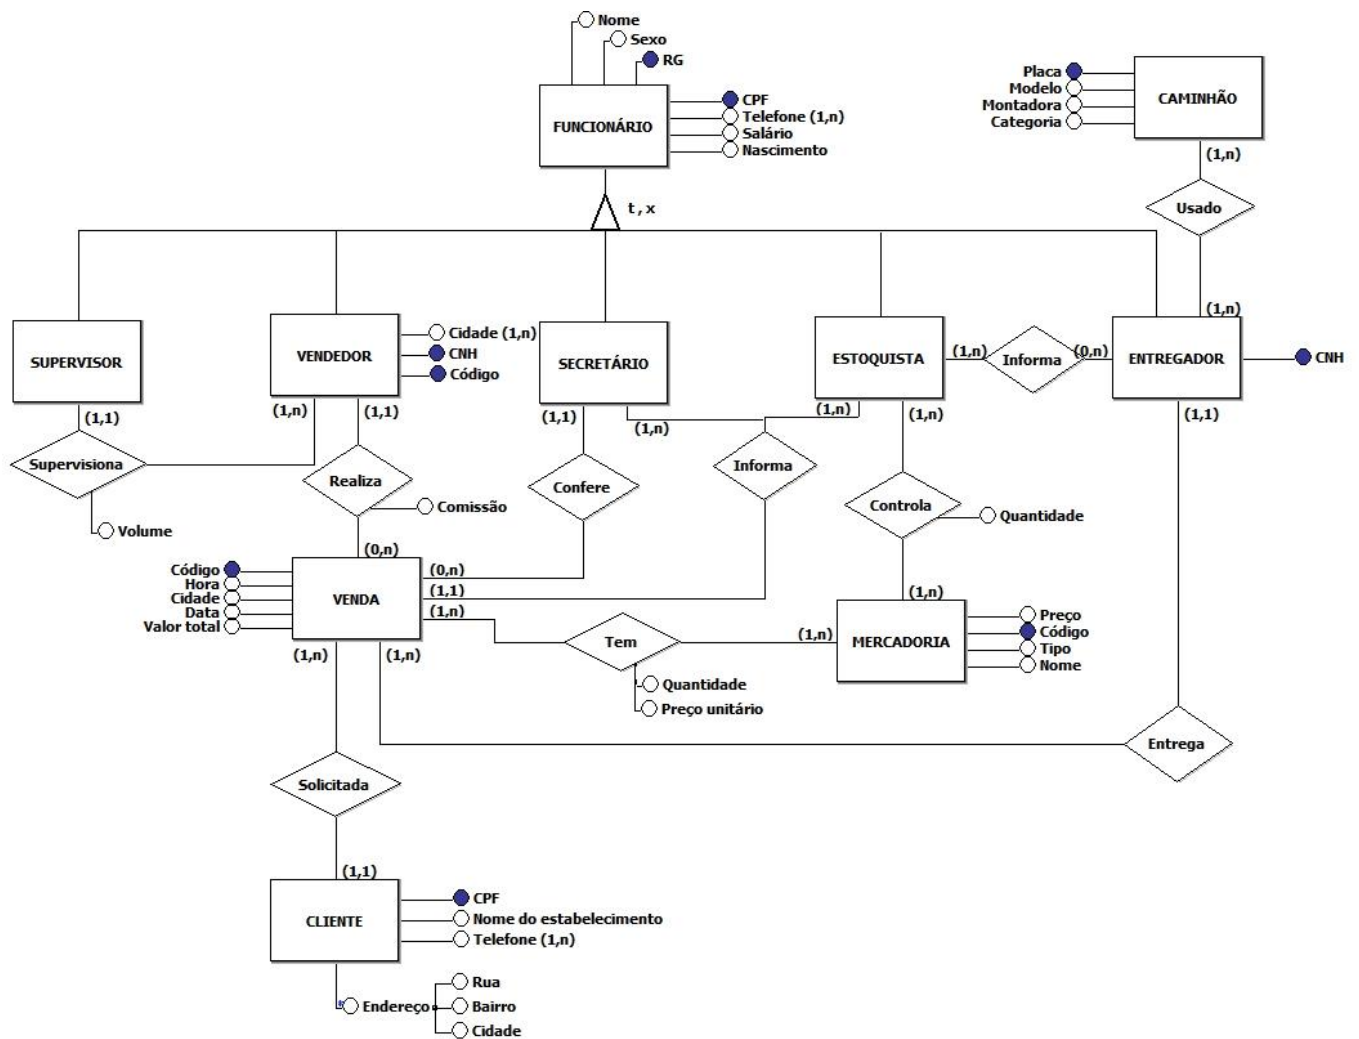 Nome
Sexo
RG
FUNCIONÁRIO
CPF
Telefone (1,n)
Salário
Nascimento
Placa
Modelo
Montadora
Categoria
CAMINHÃO
(1,n)
Usado
(1,n)
t,x
SUPERVISOR
(1,1)
VENDEDOR
Cidade (1,n)
CNH
Código
(1,n)
(1,1)
SECRETÁRIO
(1,1)
(1,n)
ESTOQUISTA
(1,n)
(1,n)
(1,n)
Informa
(0,n)
ENTREGADOR
CNH
(1,1)
Supervisiona
Volume
Realiza
Comissão
(0,n)
Confere
Informa
Controla
Quantidade
(1,n)
Código
Hora
Cidade
Data
Valor total
VENDA
(0,n)
(1,1)
(1,n)
(1,n)
(1,n)
Tem
Quantidade
Preço unitário
(1,n)
MERCADORIA
Preço
Código
Tipo
Nome
Entrega
Solicitada
(1,1)
CLIENTE
CPF
Nome do estabelecimento
Telefone (1,n)
Endereço
Rua
Bairro
Cidade